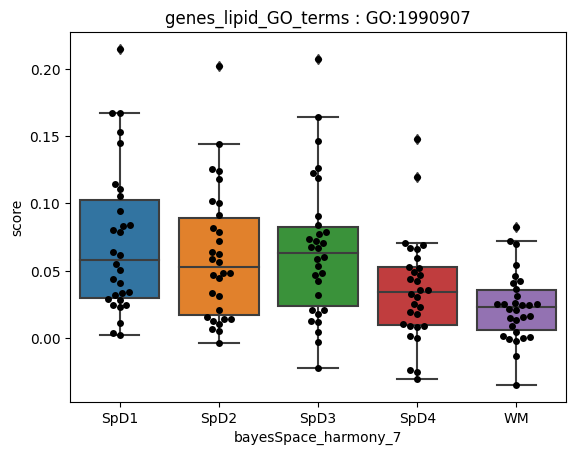 genes_lipid_GO_terms : GO:1990907
0.20
0.15
0.10
0.05
0.00
score
SpD1 SpD2 SpD3 SpD4 WM
bayesSpace_harmony_7